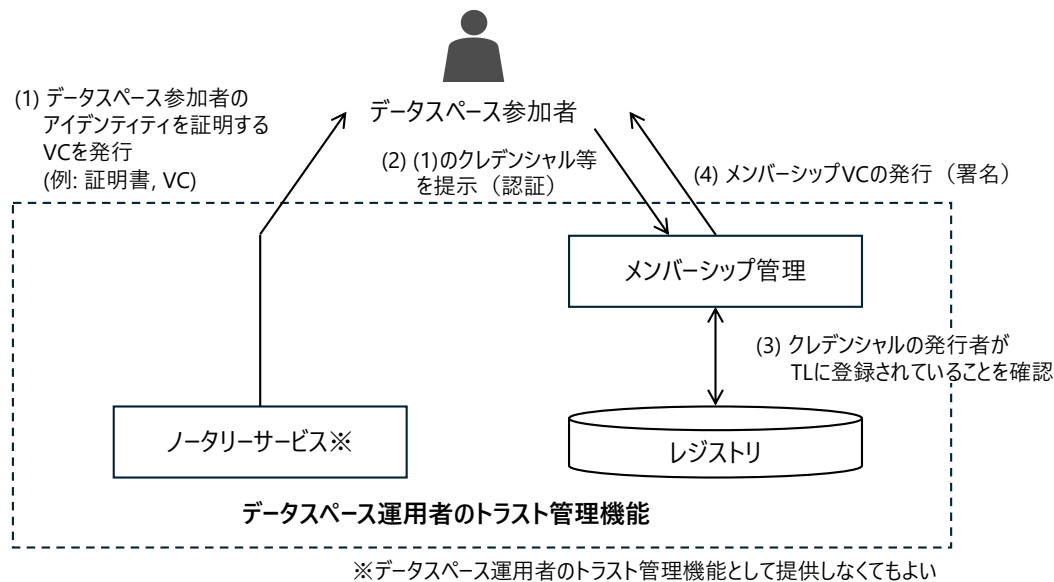 データスペース参加者
(1) データスペース参加者の
アイデンティティを証明する
VCを発行
(例: 証明書, VC)
(2) (1)のクレデンシャル等
を提示（認証）
(4) メンバーシップVCの発行（署名）
メンバーシップ管理
(3) クレデンシャルの発行者が
TLに登録されていることを確認
ノータリーサービス※
レジストリ
データスペース運用者のトラスト管理機能
※データスペース運用者のトラスト管理機能として提供しなくてもよい